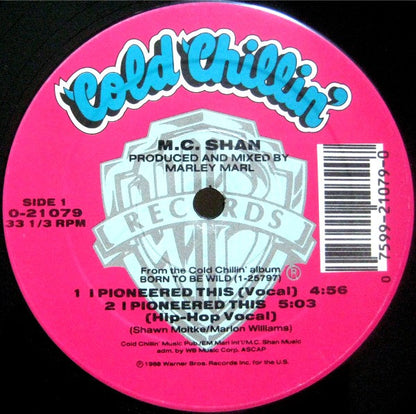 Cold Chillin'
M.C. SHAN
PRODUCED AND MIXED BY
MARLEY MARL
SIDE 1
0-21079
33 1/3 RPM
RECORDS
®
0 7599-21079-0
From the Cold Chillin' album
BORN TO BE WILD (1-25797)
1 I PIONEERED THIS (Vocal) 4:56
2 I PIONEERED THIS 5:03
(Hip-Hop Vocal)
(Shawn Moltke/Marlon Williams)
Cold Chillin' Music Pub./EM Marl Int'l/M.C. Shan Music
adm. by WB Music Corp. ASCAP
℗ 1988 Warner Bros. Records Inc. for the U.S.